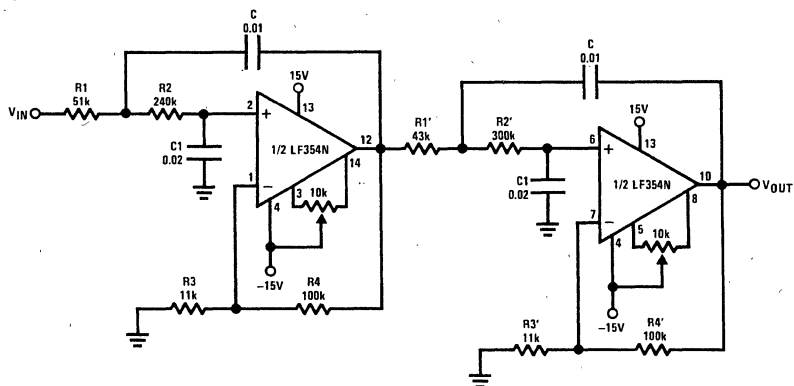 C
0.01
R1
51k
R2
240k
VIN
2
+
15V
13
C1
0.02
1/2 LF354N
12
14
1
−
3
10k
4
−15V
R3
11k
R4
100k
C
0.01
R1'
43k
R2'
300k
6
+
15V
13
C1
0.02
1/2 LF354N
10
VOUT
8
7
−
5
10k
4
−15V
R3'
11k
R4'
100k